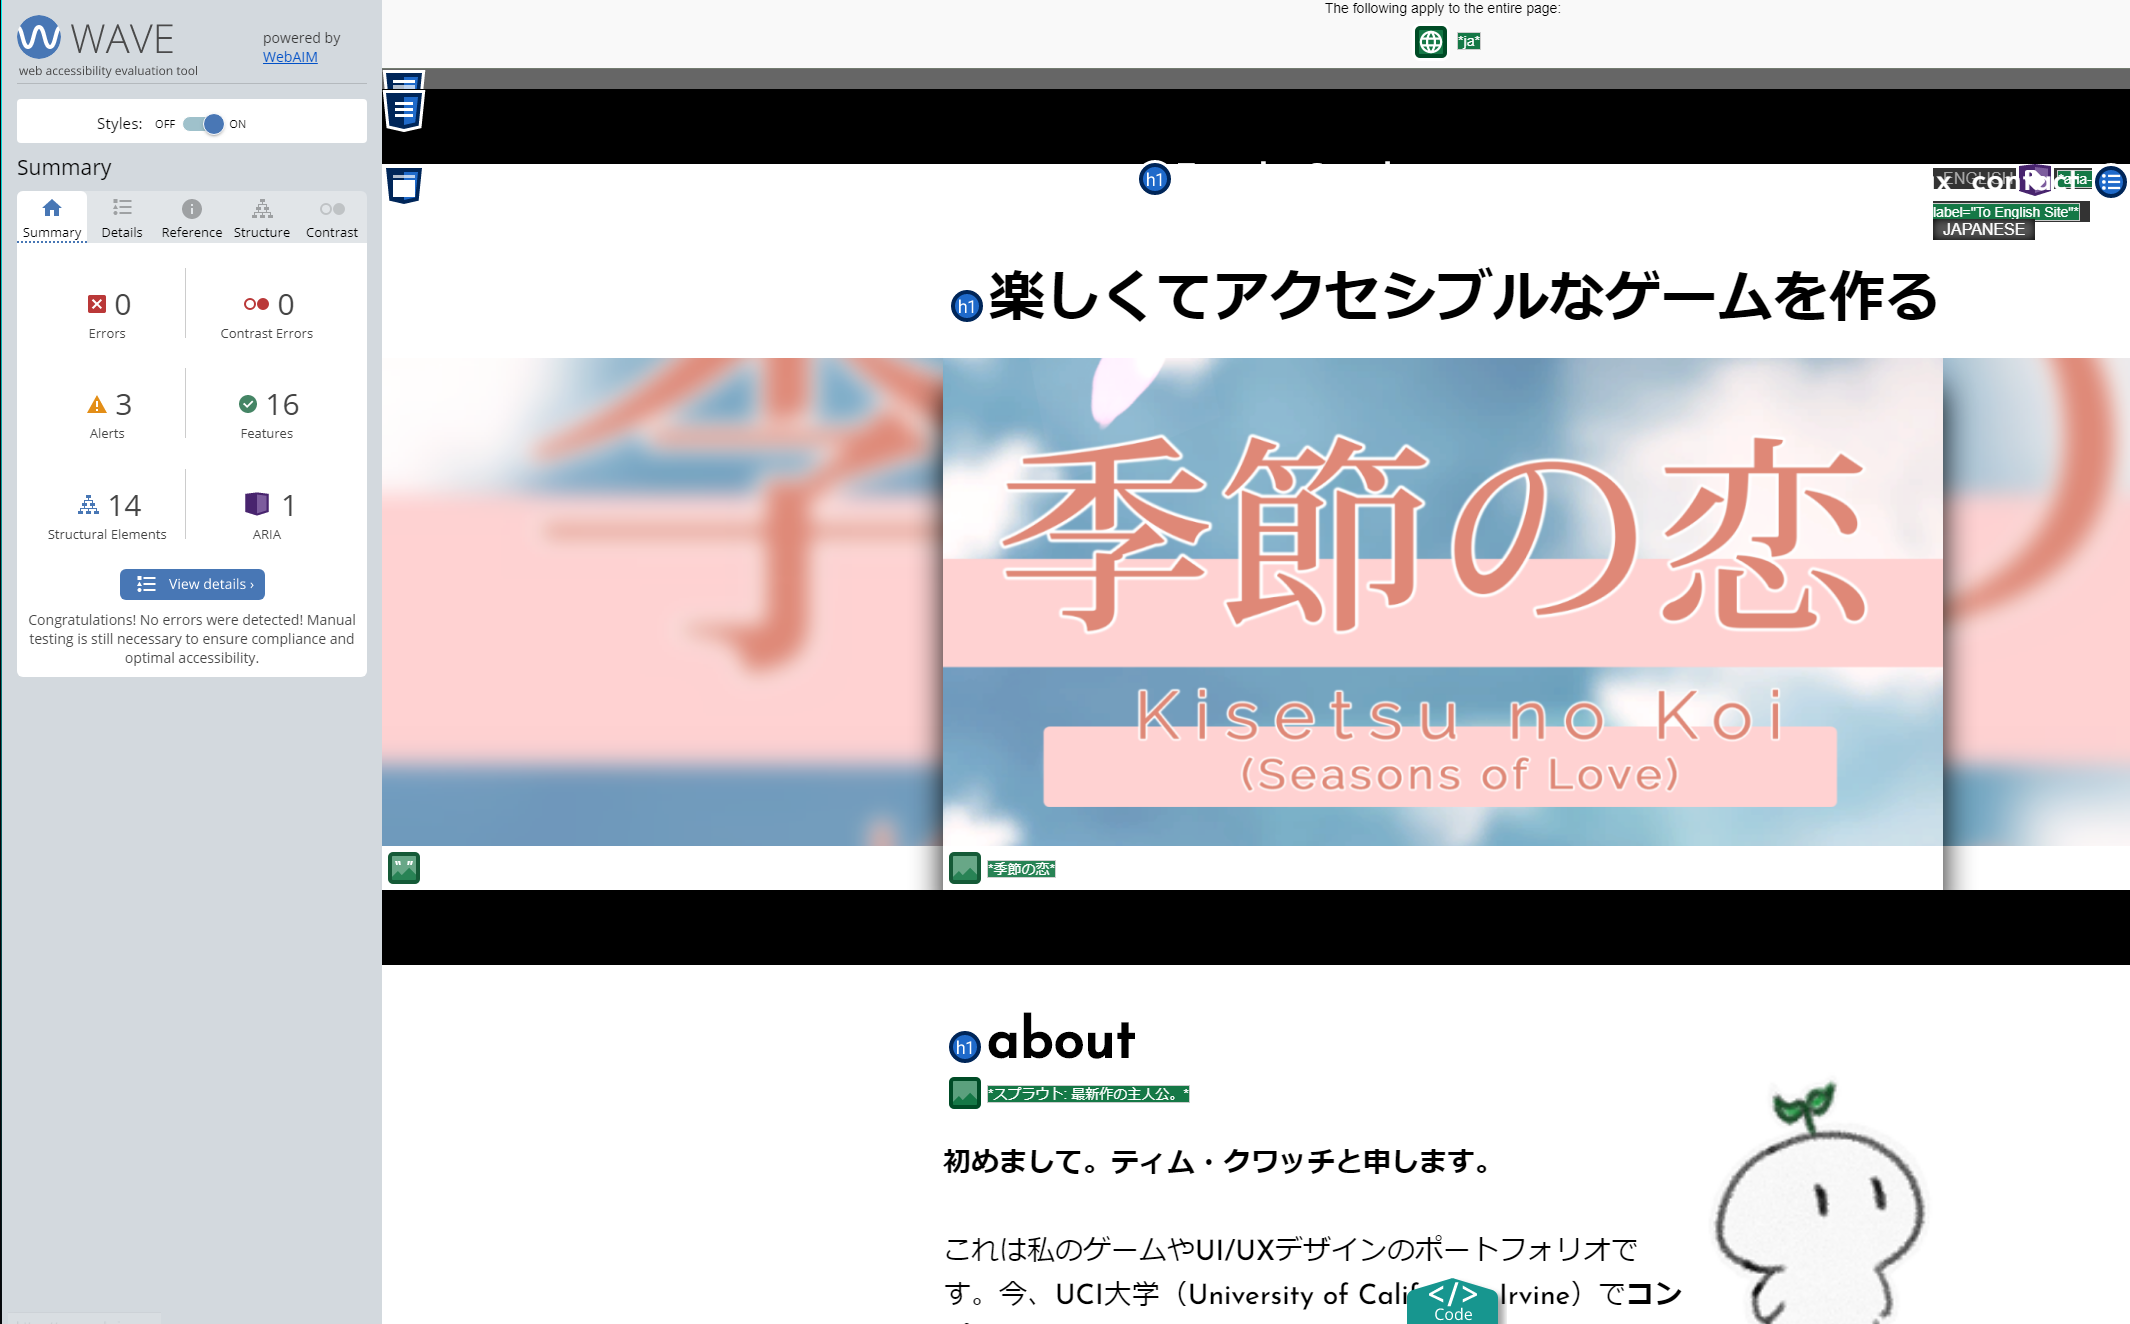 WAVE
powered by
WebAIM
web accessibility evaluation tool
Styles: OFF ON
Summary
Summary Details Reference Structure Contrast
0 Errors
0 Contrast Errors
3 Alerts
16 Features
14 Structural Elements
1 ARIA
View details ›
Congratulations! No errors were detected! Manual
testing is still necessary to ensure compliance and
optimal accessibility.
The following apply to the entire page:
*ja*
h1
ENGLISH
*aria-
label="To English Site"*
JAPANESE
x contact
h1 楽しくてアクセシブルなゲームを作る
季節の恋
Kisetsu no Koi
(Seasons of Love)
*季節の恋*
h1 about
*スプラウト: 最新作の主人公。*
初めまして。ティム・クワッチと申します。
これは私のゲームやUI/UXデザインのポートフォリオで
す。今、UCI大学（University of Calif Irvine）でコン
</> Code